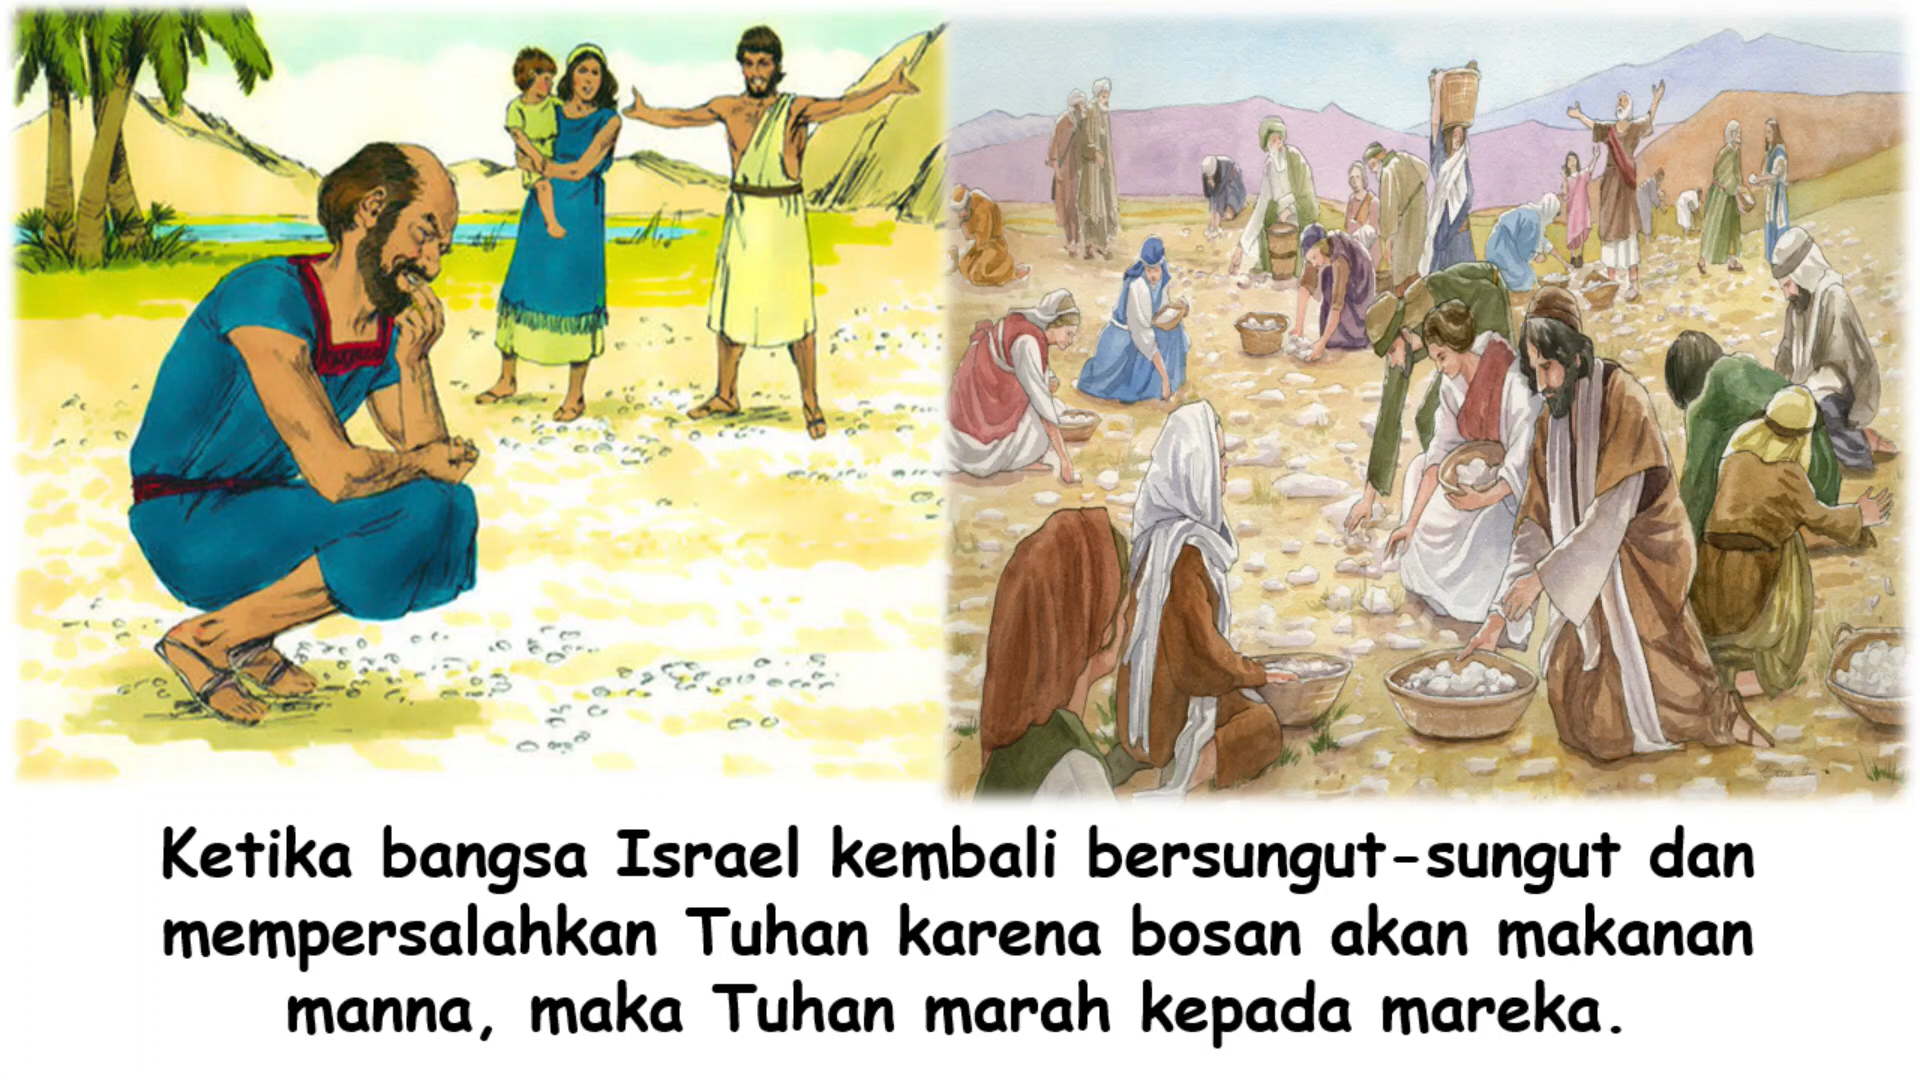 Ketika bangsa Israel kembali bersungut-sungut dan
mempersalahkan Tuhan karena bosan akan makanan
manna, maka Tuhan marah kepada mareka.